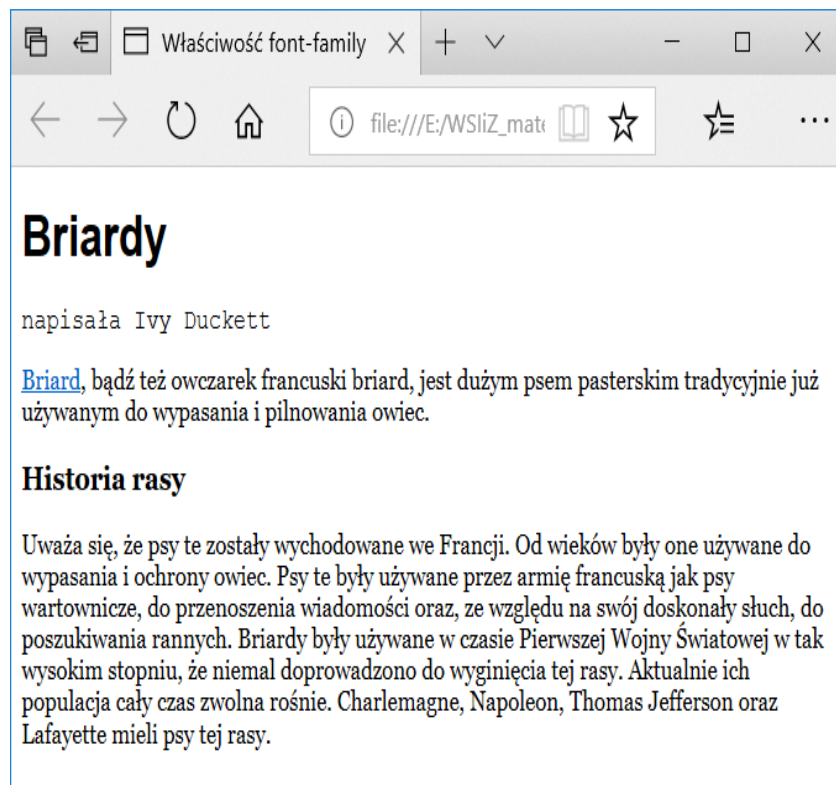 Właściwość font-family
file:///E:/WSIiZ_mate
Briardy
napisała Ivy Duckett
Briard, bądź też owczarek francuski briard, jest dużym psem pasterskim tradycyjnie już
używanym do wypasania i pilnowania owiec.
Historia rasy
Uważa się, że psy te zostały wychodowane we Francji. Od wieków były one używane do
wypasania i ochrony owiec. Psy te były używane przez armię francuską jak psy
wartownicze, do przenoszenia wiadomości oraz, ze względu na swój doskonały słuch, do
poszukiwania rannych. Briardy były używane w czasie Pierwszej Wojny Światowej w tak
wysokim stopniu, że niemal doprowadzono do wyginięcia tej rasy. Aktualnie ich
populacja cały czas zwolna rośnie. Charlemagne, Napoleon, Thomas Jefferson oraz
Lafayette mieli psy tej rasy.